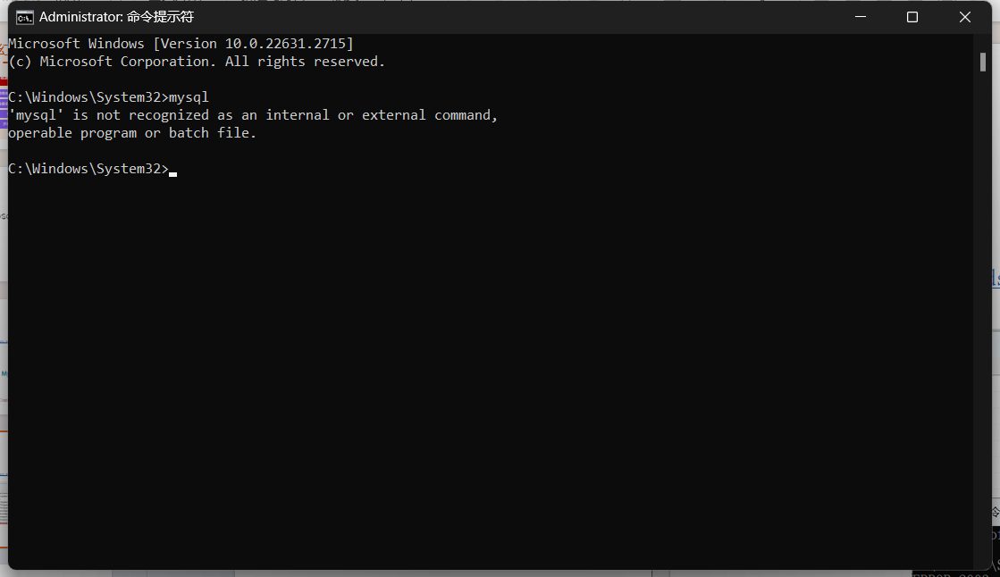 Administrator: 命令提示符
Microsoft Windows [Version 10.0.22631.2715]
(c) Microsoft Corporation. All rights reserved.
C:\Windows\System32>mysql
'mysql' is not recognized as an internal or external command,
operable program or batch file.
C:\Windows\System32>